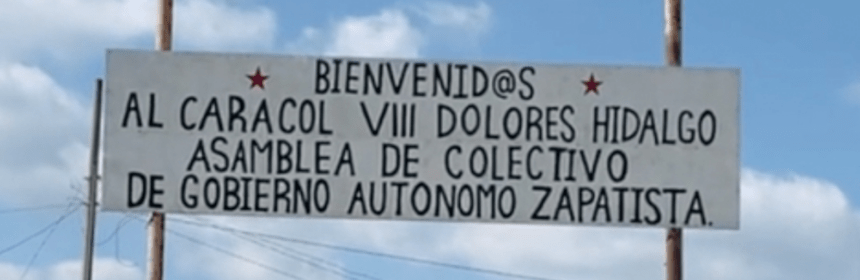 BIENVENID@S
AL CARACOL VIII DOLORES HIDALGO
ASAMBLEA DE COLECTIVO
DE GOBIERNO AUTONOMO ZAPATISTA.